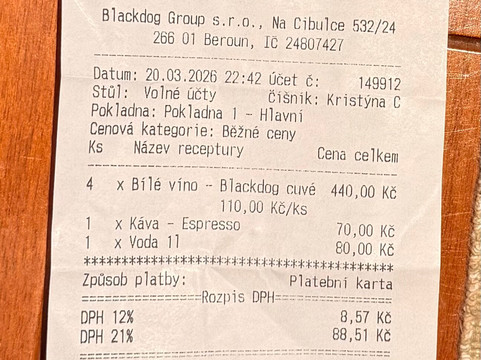 Blackdog Group s.r.o., Na Cibulce 532/24
266 01 Beroun, Ič 24807427
Datum: 20.03.2026 22:42 Účet č: 149912
Stůl: Volné účty Číšník: Kristýna C
Pokladna: Pokladna 1 - Hlavní
Cenová kategorie: Běžné ceny
Ks Název receptury Cena celkem
4 x Bílé víno - Blackdog cuvé 440,00 Kč
110,00 Kč/ks
1 x Káva - Espresso 70,00 Kč
1 x Voda 1l 80,00 Kč
****************************************
Způsob platby: Platební karta
===============Rozpis DPH===============
DPH 12% 8,57 Kč
DPH 21% 88,51 Kč